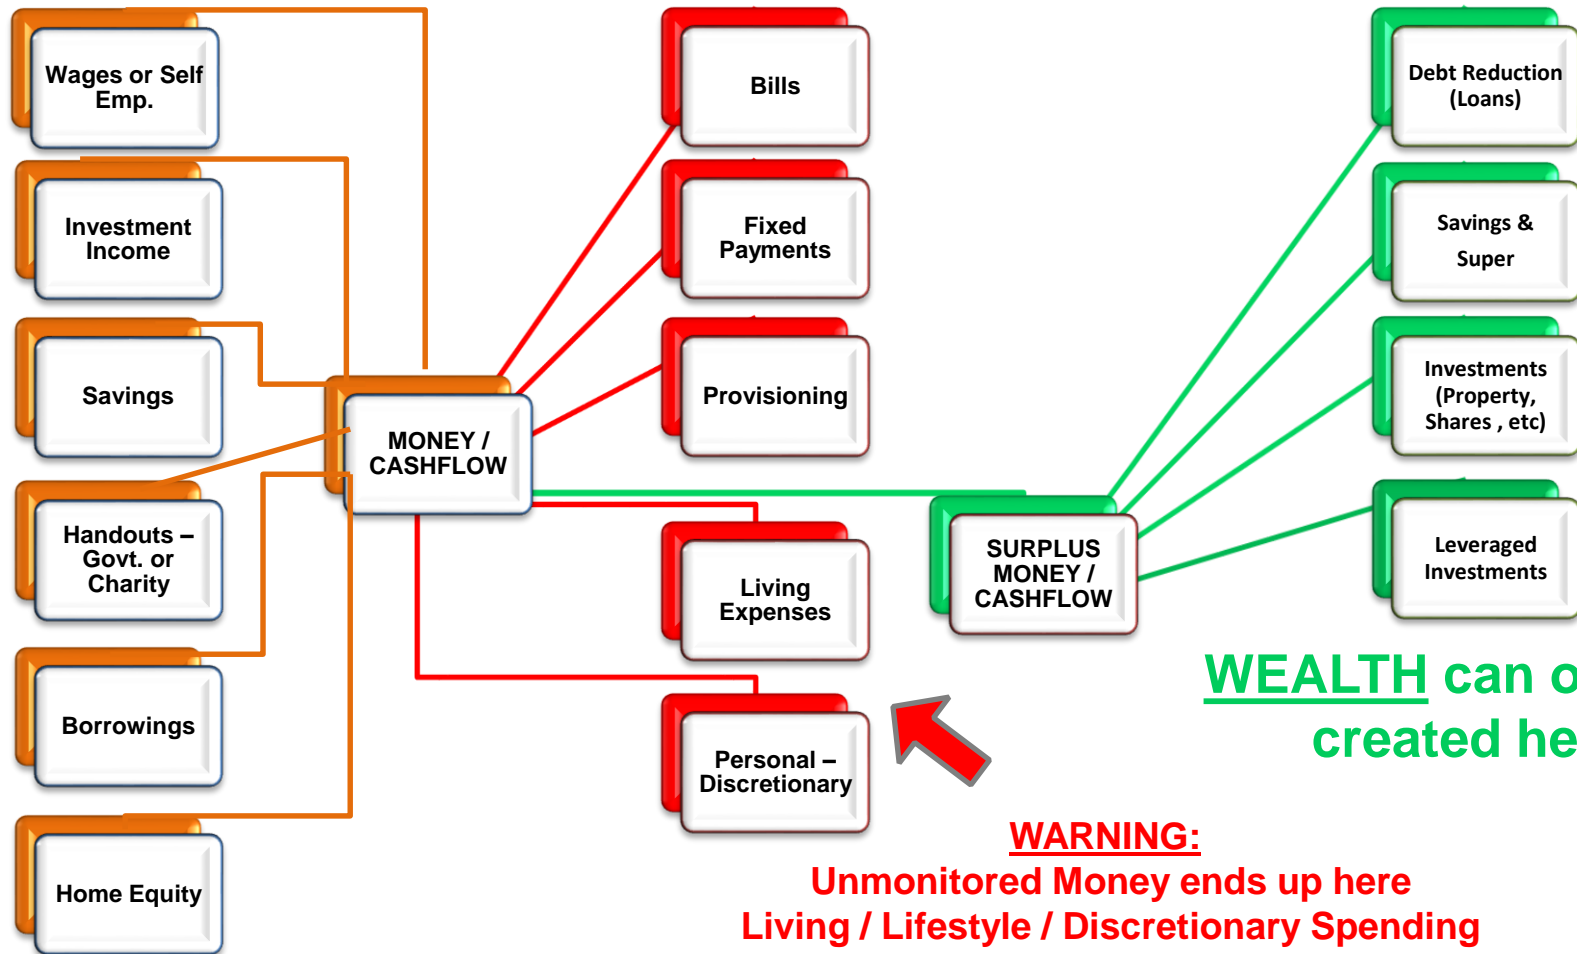 Wages or Self
Emp.
Investment
Income
Savings
Handouts –
Govt. or
Charity
Borrowings
Home Equity
MONEY /
CASHFLOW
Bills
Fixed
Payments
Provisioning
Living
Expenses
Personal –
Discretionary
SURPLUS
MONEY /
CASHFLOW
Debt Reduction
(Loans)
Savings &
Super
Investments
(Property,
Shares , etc)
Leveraged
Investments
WEALTH can
created
WARNING:
Unmonitored Money ends up here
Living / Lifestyle / Discretionary Spending